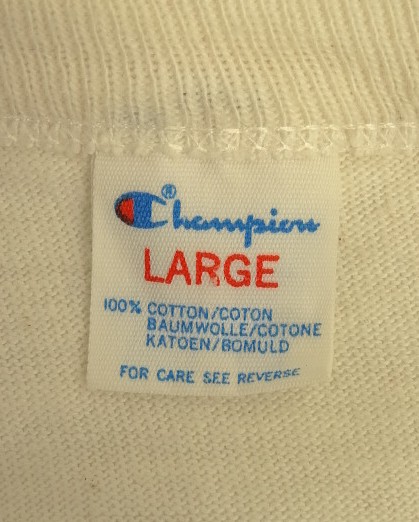 Champion®
LARGE
100% COTTON/COTON
BAUMWOLLE/COTONE
KATOEN/BOMULD
FOR CARE SEE REVERSE